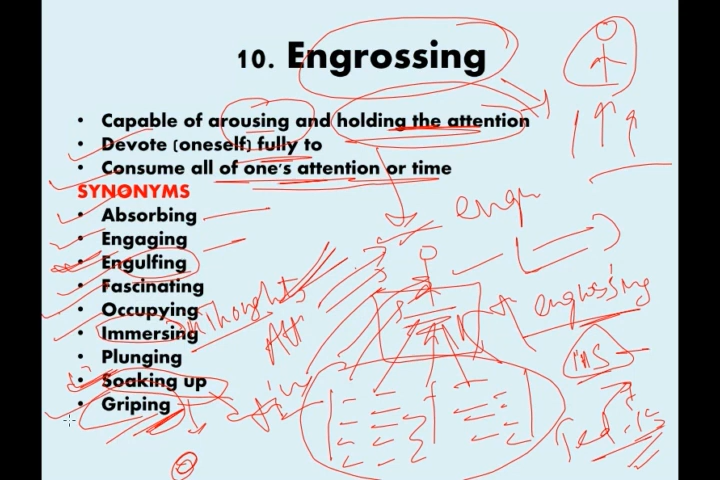 10. Engrossing
• Capable of arousing and holding the attention
• Devote (oneself) fully to
• Consume all of one's attention or time
SYNONYMS
• Absorbing
• Engaging
• Engulfing
• Fascinating
• Occupying
• Immersing
• Plunging
• Soaking up
• Griping
engr
Thoughts
engrossing